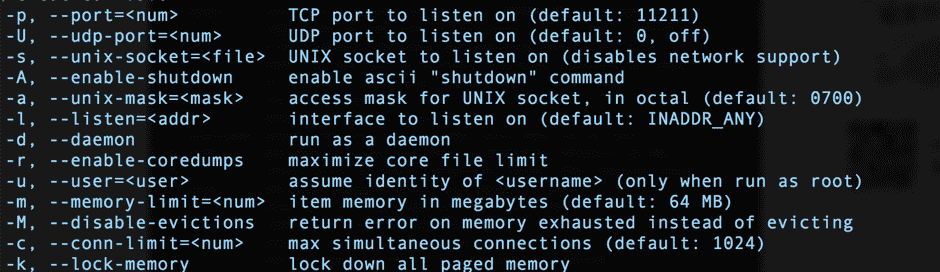 -p, --port=<num> TCP port to listen on (default: 11211)
-U, --udp-port=<num> UDP port to listen on (default: 0, off)
-s, --unix-socket=<file> UNIX socket to listen on (disables network support)
-A, --enable-shutdown enable ascii "shutdown" command
-a, --unix-mask=<mask> access mask for UNIX socket, in octal (default: 0700)
-l, --listen=<addr> interface to listen on (default: INADDR_ANY)
-d, --daemon run as a daemon
-r, --enable-coredumps maximize core file limit
-u, --user=<user> assume identity of <username> (only when run as root)
-m, --memory-limit=<num> item memory in megabytes (default: 64 MB)
-M, --disable-evictions return error on memory exhausted instead of evicting
-c, --conn-limit=<num> max simultaneous connections (default: 1024)
-k, --lock-memory lock down all paged memory